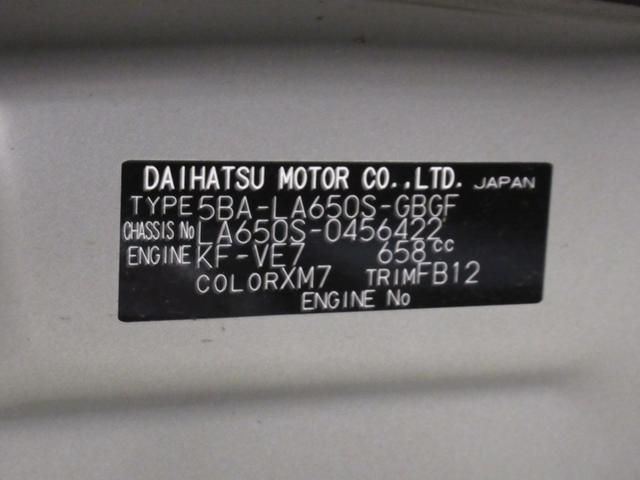 DAIHATSU MOTOR CO.,LTD. JAPAN
TYPE 5BA-LA650S-GBGF
CHASSIS No LA650S-0456422
ENGINE KF-VE7 658cc
COLOR XM7 TRIM FB12
ENGINE No